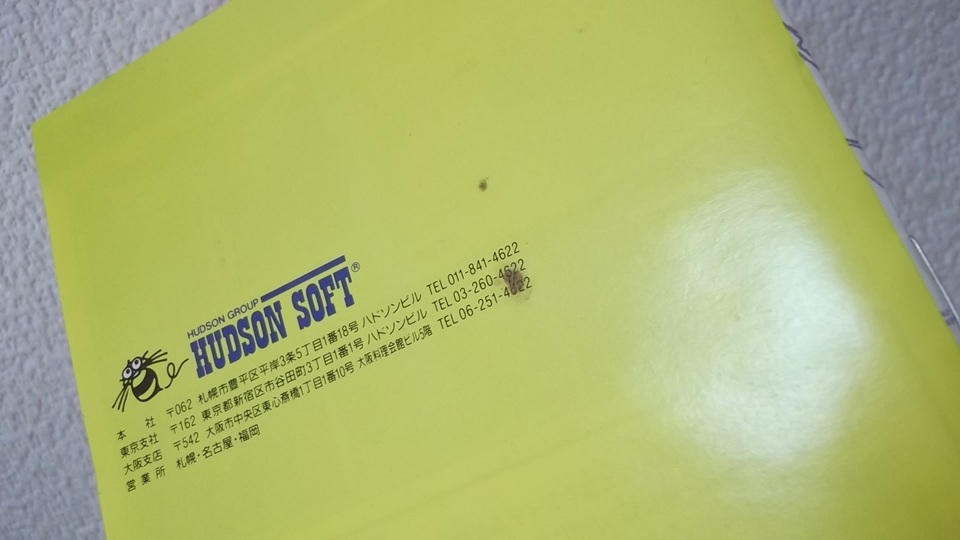 HUDSON GROUP
HUDSON SOFT®
本社 〒062 札幌市豊平区平岸3条5丁目1番18号 ハドソンビル TEL 011-841-4622
東京支社 〒162 東京都新宿区市谷田町3丁目1番1号 ハドソンビル TEL 03-260-4622
大阪支店 〒542 大阪市中央区東心斎橋1丁目1番10号 大阪料理会館ビル5階 TEL 06-251-4622
営業所 札幌・名古屋・福岡